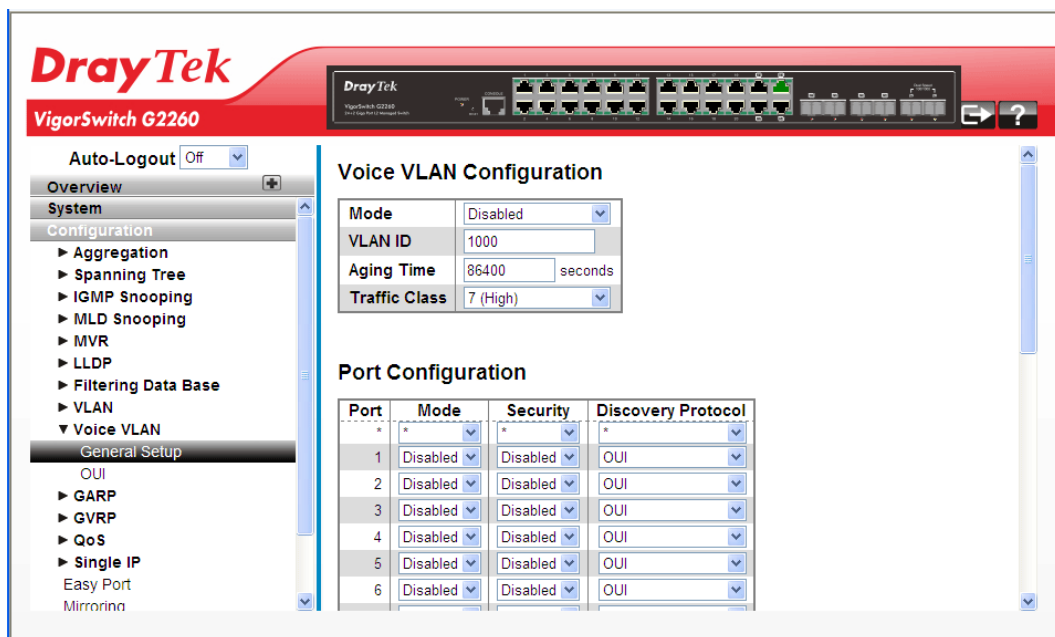 DrayTek
VigorSwitch G2260
DrayTek
VigorSwitch G2260
POWER
CONSOLE
Auto-Logout Off
Overview
System
Configuration
► Aggregation
► Spanning Tree
► IGMP Snooping
► MLD Snooping
► MVR
► LLDP
► Filtering Data Base
► VLAN
▼ Voice VLAN
General Setup
OUI
► GARP
► GVRP
► QoS
► Single IP
Easy Port
Mirroring
Voice VLAN Configuration
Mode Disabled
VLAN ID 1000
Aging Time 86400 seconds
Traffic Class 7 (High)
Port Configuration
Port Mode Security Discovery Protocol
* * * *
1 Disabled Disabled OUI
2 Disabled Disabled OUI
3 Disabled Disabled OUI
4 Disabled Disabled OUI
5 Disabled Disabled OUI
6 Disabled Disabled OUI